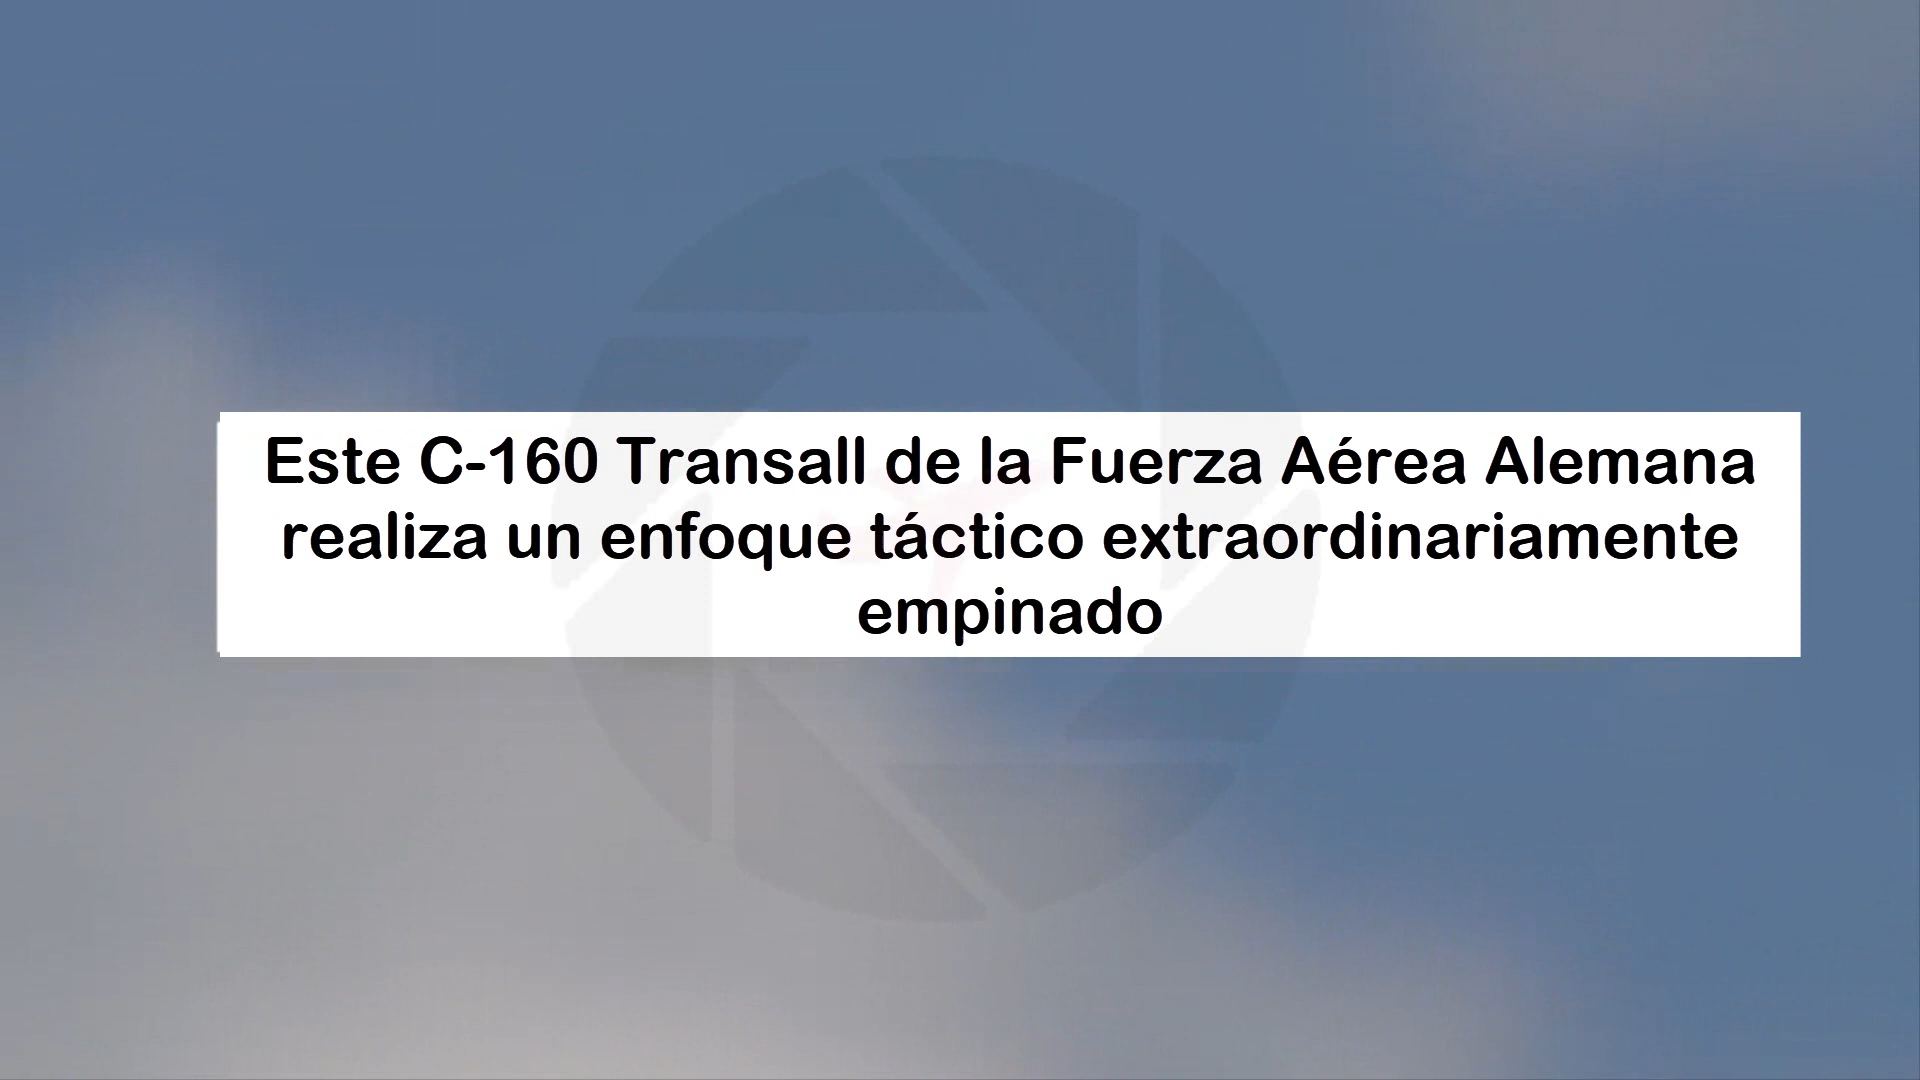 Este C-160 Transall de la Fuerza Aérea Alemana
realiza un enfoque táctico extraordinariamente
empinado